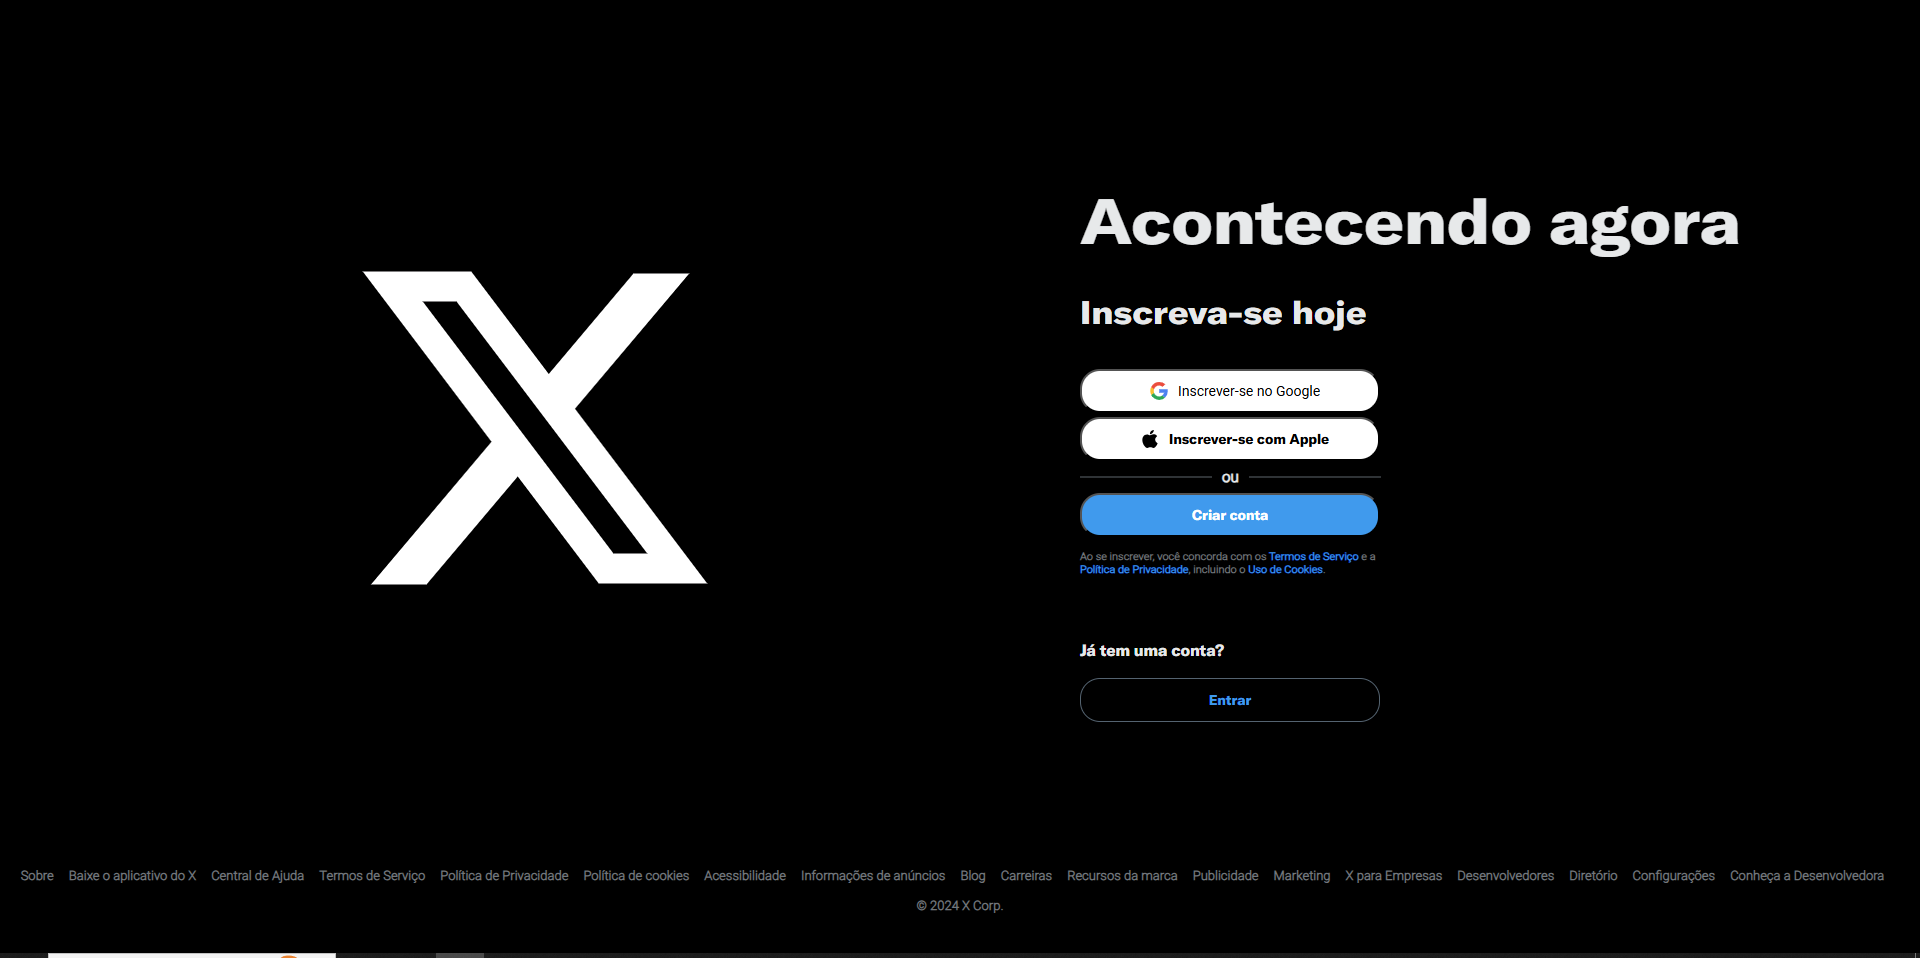 Acontecendo agora
Inscreva-se hoje
Inscrever-se no Google
Inscrever-se com Apple
ou
Criar conta
Ao se inscrever, você concorda com os Termos de Serviço e a
Política de Privacidade, incluindo o Uso de Cookies.
Já tem uma conta?
Entrar
Sobre Baixe o aplicativo do X Central de Ajuda Termos de Serviço Política de Privacidade Política de cookies Acessibilidade Informações de anúncios Blog Carreiras Recursos da marca Publicidade Marketing X para Empresas Desenvolvedores Diretório Configurações Conheça a Desenvolvedora
© 2024 X Corp.